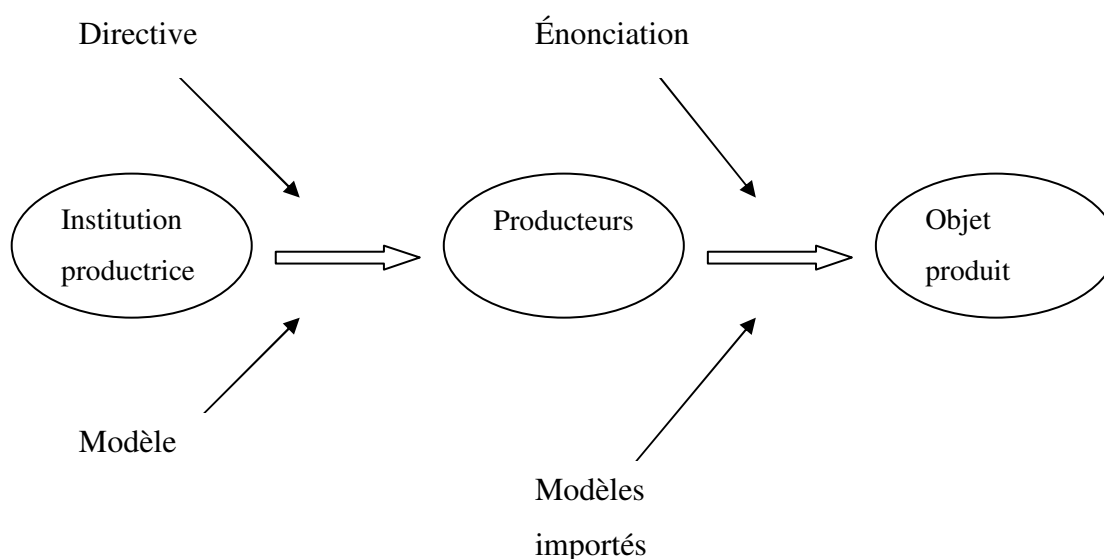 Directive
Énonciation
Institution
productrice
Producteurs
Objet
produit
Modèle
Modèles
importés